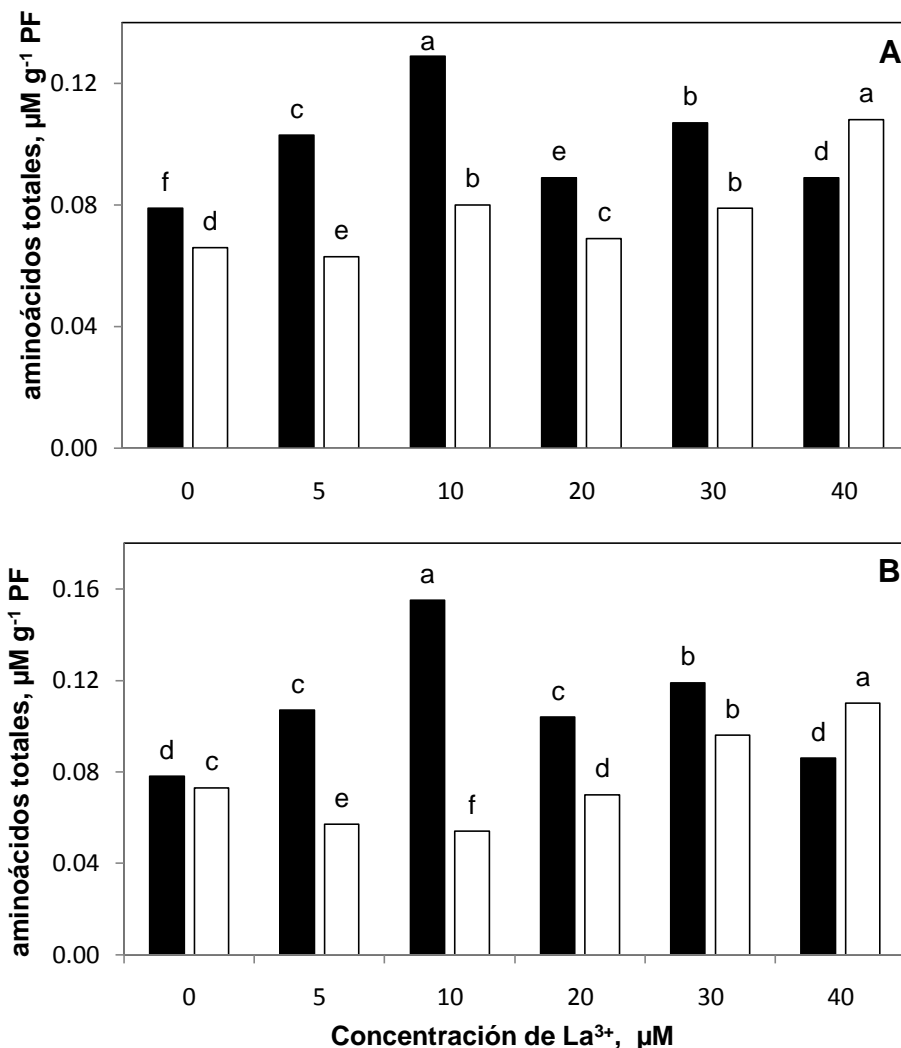 A
aminoácidos totales, µM g⁻¹ PF
0.12
0.08
0.04
0.00
f d c e a b e c b b d a
0 5 10 20 30 40
B
aminoácidos totales, µM g⁻¹ PF
0.16
0.12
0.08
0.04
0.00
d c c e a f c d b b d a
0 5 10 20 30 40
Concentración de La³⁺, µM